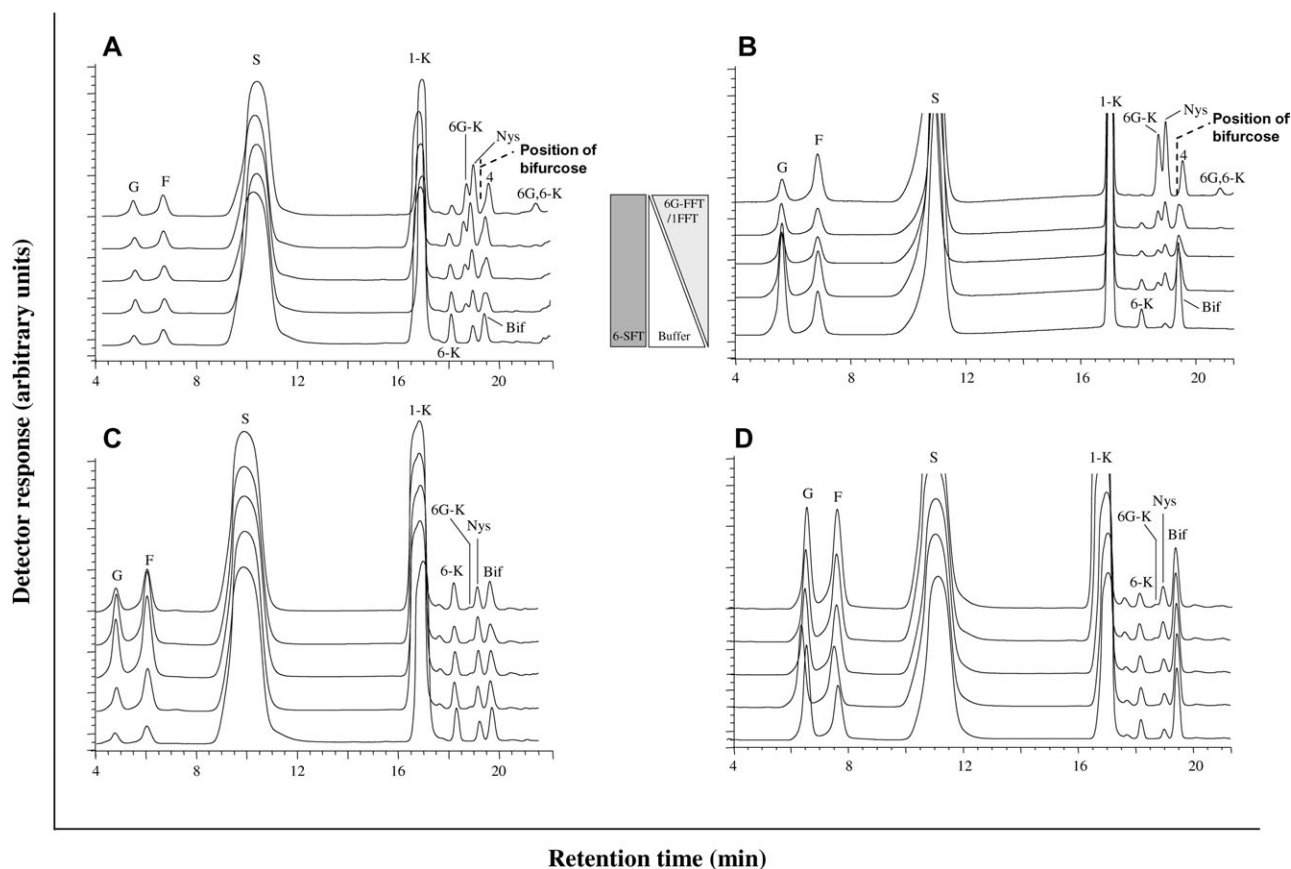 Detector response (arbitrary units)
A
S
1-K
6G-K
Nys
Position of
bifurcose
G
F
4
6G,6-K
Bif
6-K
4 8 12 16 20
6G-FFT
/1FFT
6-SFT
Buffer
B
S
1-K
6G-K
Nys
Position of
bifurcose
G
F
4
6G,6-K
6-K
Bif
4 8 12 16 20
C
S
1-K
6G-K
Nys
G
F
6-K
Bif
4 8 12 16 20
D
S
1-K
G
F
6G-K
Nys
Bif
6-K
4 8 12 16 20
Retention time (min)